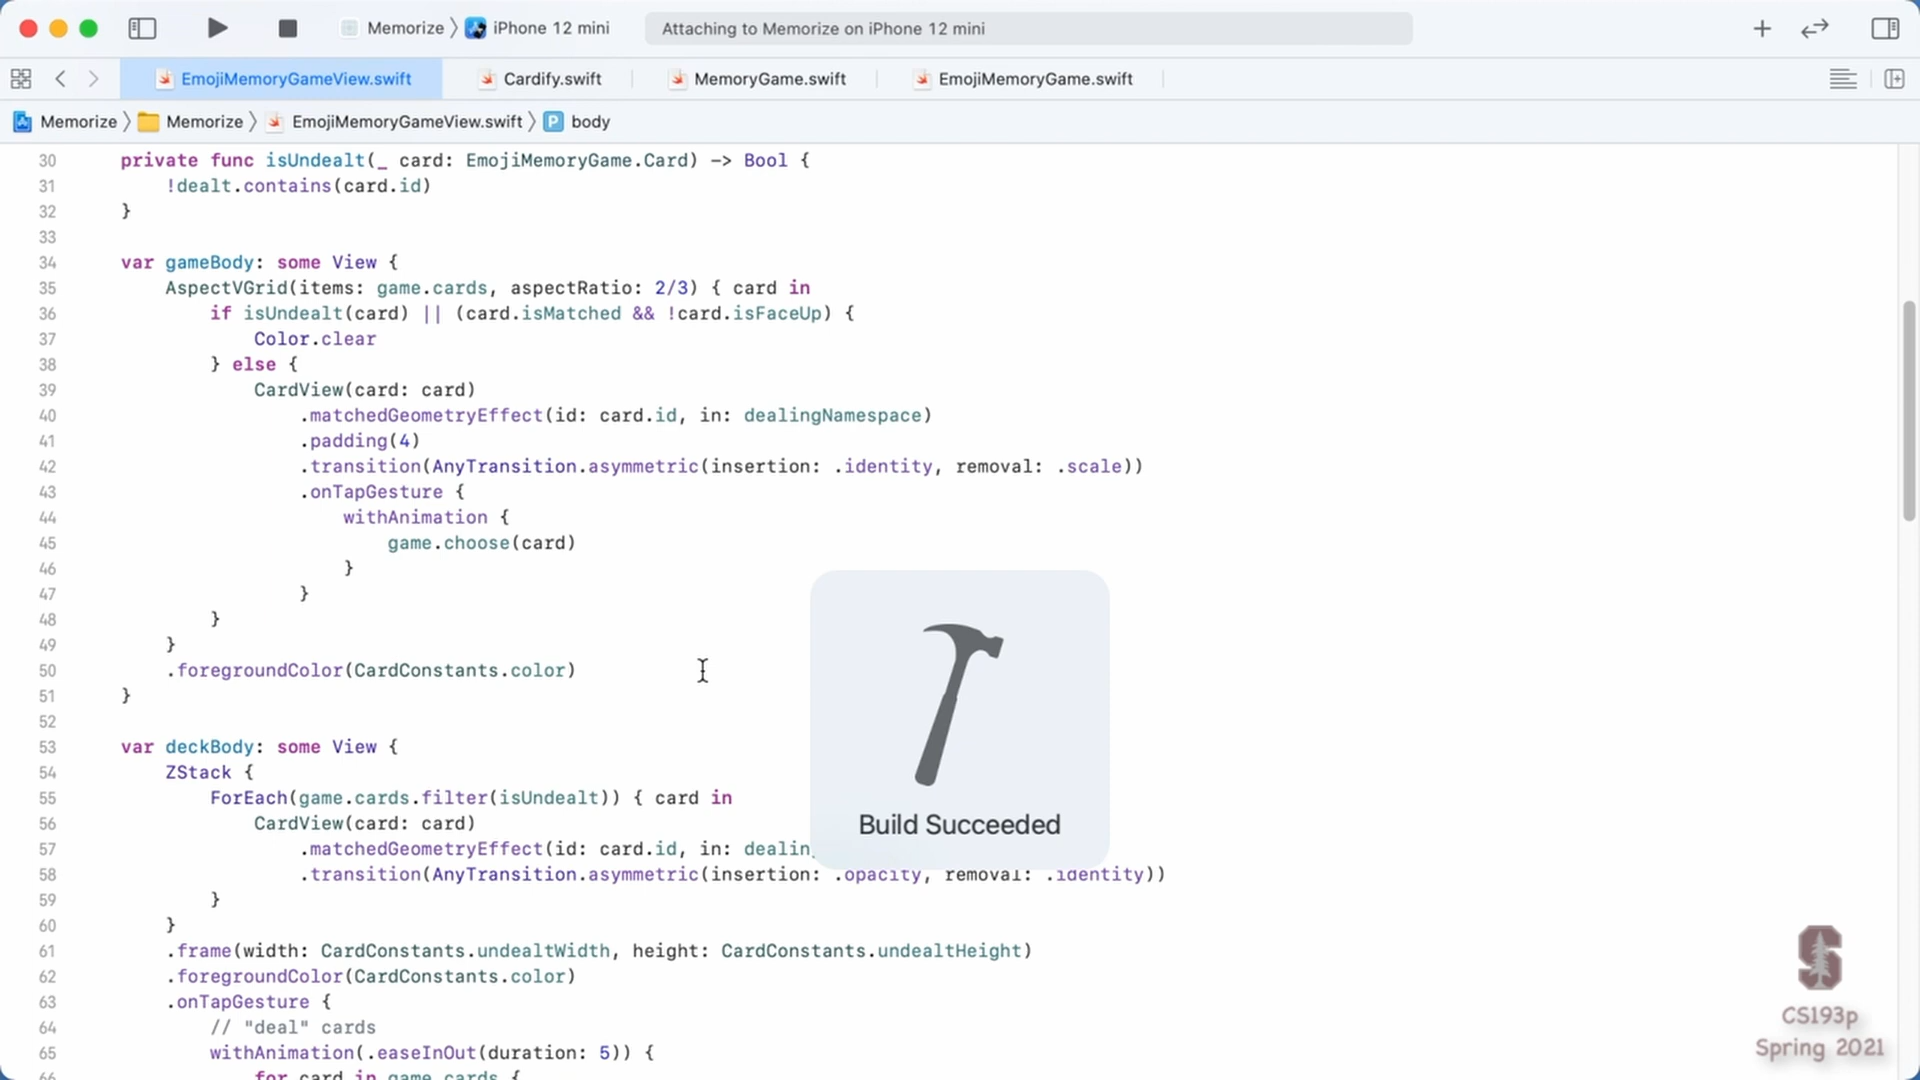 Memorize 〉 iPhone 12 mini
Attaching to Memorize on iPhone 12 mini
EmojiMemoryGameView.swift
Cardify.swift
MemoryGame.swift
EmojiMemoryGame.swift
Memorize 〉 Memorize 〉 EmojiMemoryGameView.swift 〉 P body
30 private func isUndealt(_ card: EmojiMemoryGame.Card) -> Bool {
31 !dealt.contains(card.id)
32 }
33
34 var gameBody: some View {
35 AspectVGrid(items: game.cards, aspectRatio: 2/3) { card in
36 if isUndealt(card) || (card.isMatched && !card.isFaceUp) {
37 Color.clear
38 } else {
39 CardView(card: card)
40 .matchedGeometryEffect(id: card.id, in: dealingNamespace)
41 .padding(4)
42 .transition(AnyTransition.asymmetric(insertion: .identity, removal: .scale))
43 .onTapGesture {
44 withAnimation {
45 game.choose(card)
46 }
47 }
48 }
49 }
50 .foregroundColor(CardConstants.color)
51 }
52
53 var deckBody: some View {
54 ZStack {
55 ForEach(game.cards.filter(isUndealt)) { card in
56 CardView(card: card)
57 .matchedGeometryEffect(id: card.id, in: dealin
58 .transition(AnyTransition.asymmetric(insertion: .opacity, removal: .identity))
59 }
60 }
61 .frame(width: CardConstants.undealtWidth, height: CardConstants.undealtHeight)
62 .foregroundColor(CardConstants.color)
63 .onTapGesture {
64 // "deal" cards
65 withAnimation(.easeInOut(duration: 5)) {
66 for card in game.cards {
Build Succeeded
S
CS193p
Spring 2021